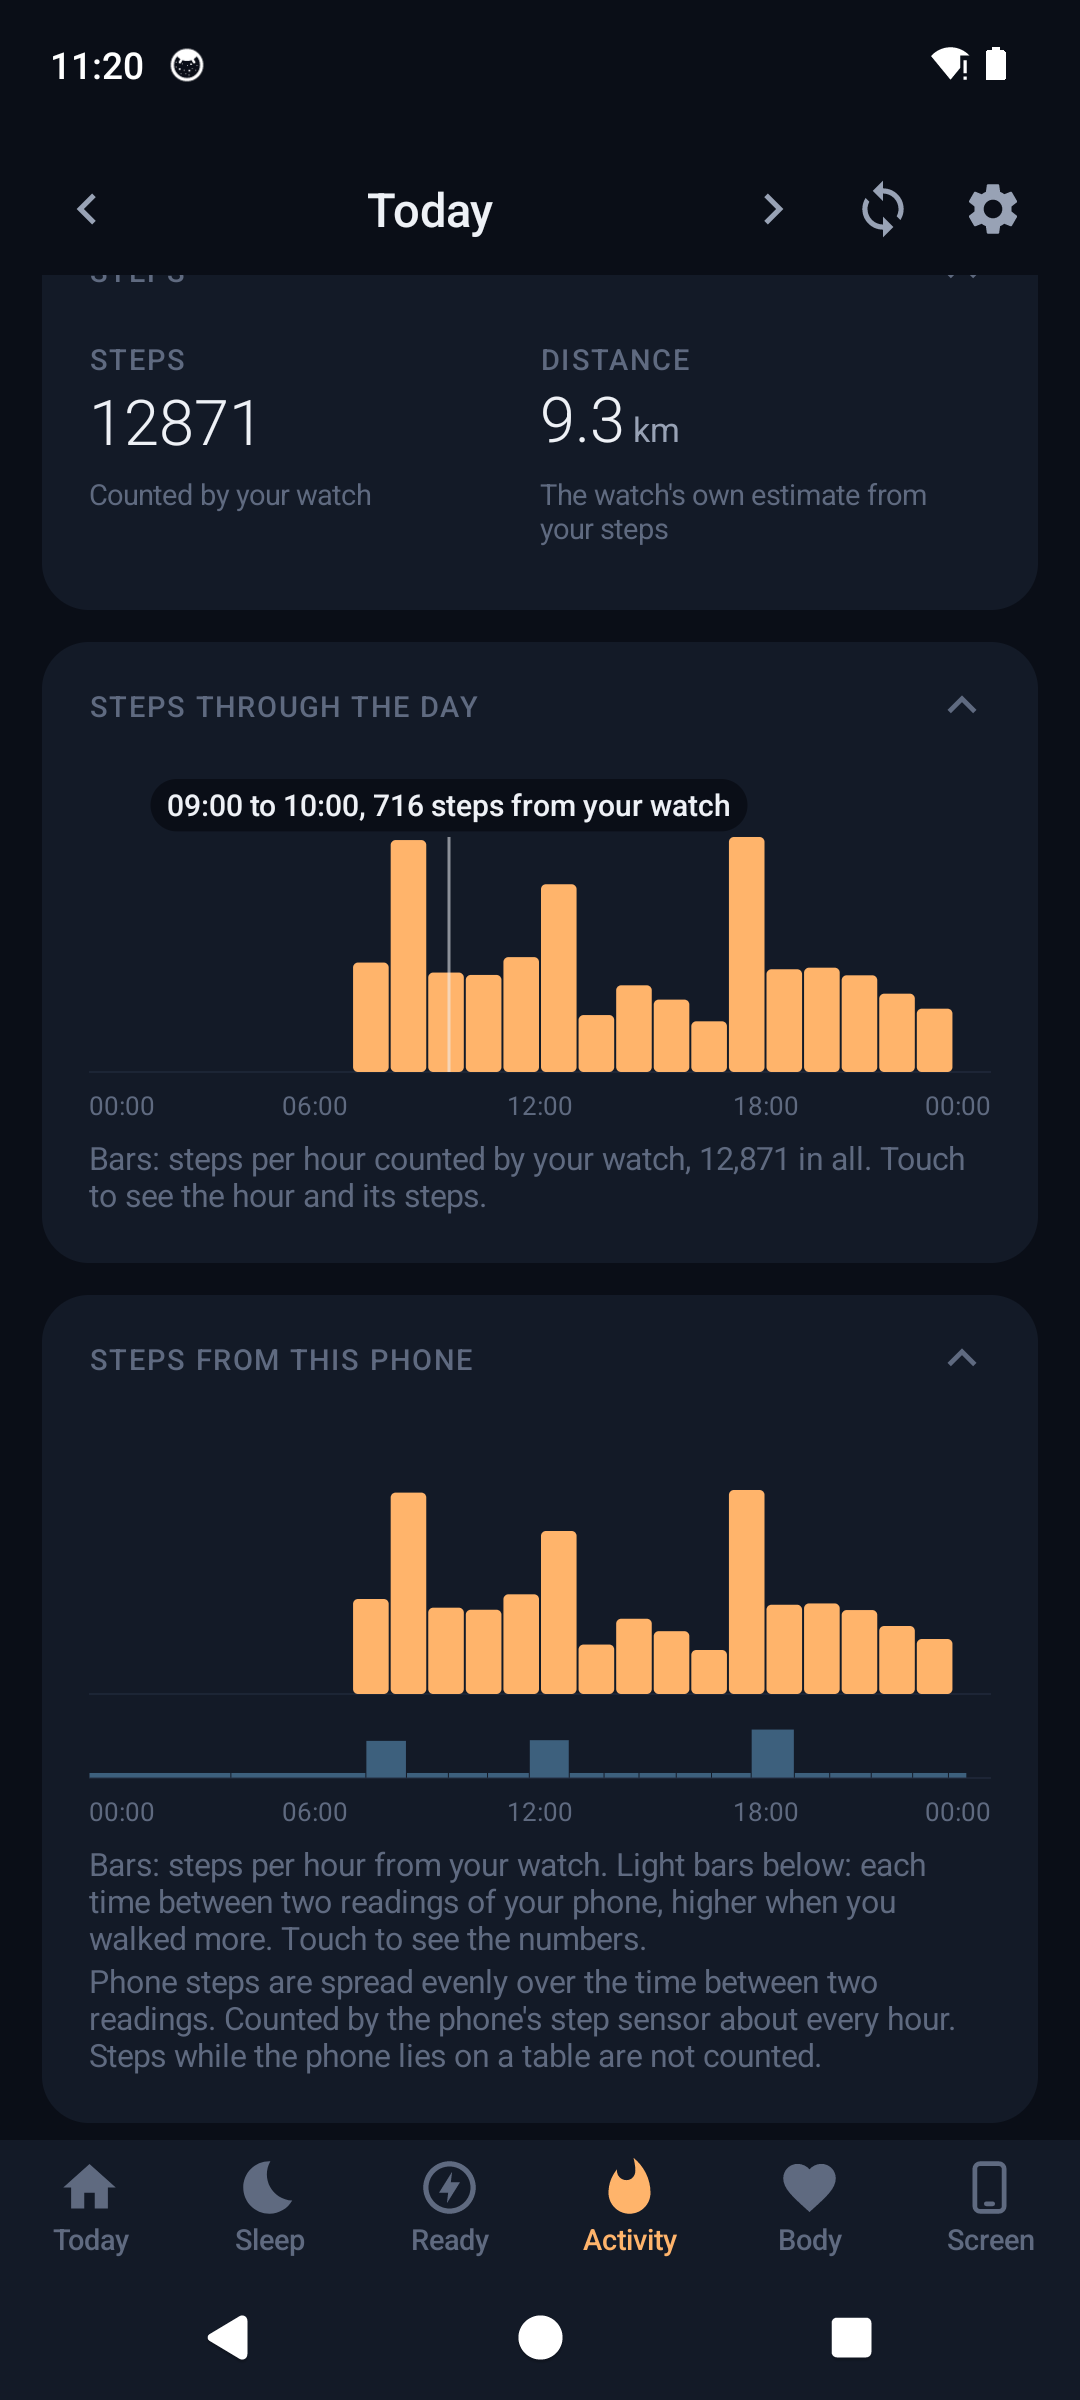 11:20
Today
STEPS
STEPS
DISTANCE
12871
9.3 km
Counted by your watch
The watch's own estimate from
your steps
STEPS THROUGH THE DAY
09:00 to 10:00, 716 steps from your watch
00:00 06:00 12:00 18:00 00:00
Bars: steps per hour counted by your watch, 12,871 in all. Touch
to see the hour and its steps.
STEPS FROM THIS PHONE
00:00 06:00 12:00 18:00 00:00
Bars: steps per hour from your watch. Light bars below: each
time between two readings of your phone, higher when you
walked more. Touch to see the numbers.
Phone steps are spread evenly over the time between two
readings. Counted by the phone's step sensor about every hour.
Steps while the phone lies on a table are not counted.
Today Sleep Ready Activity Body Screen